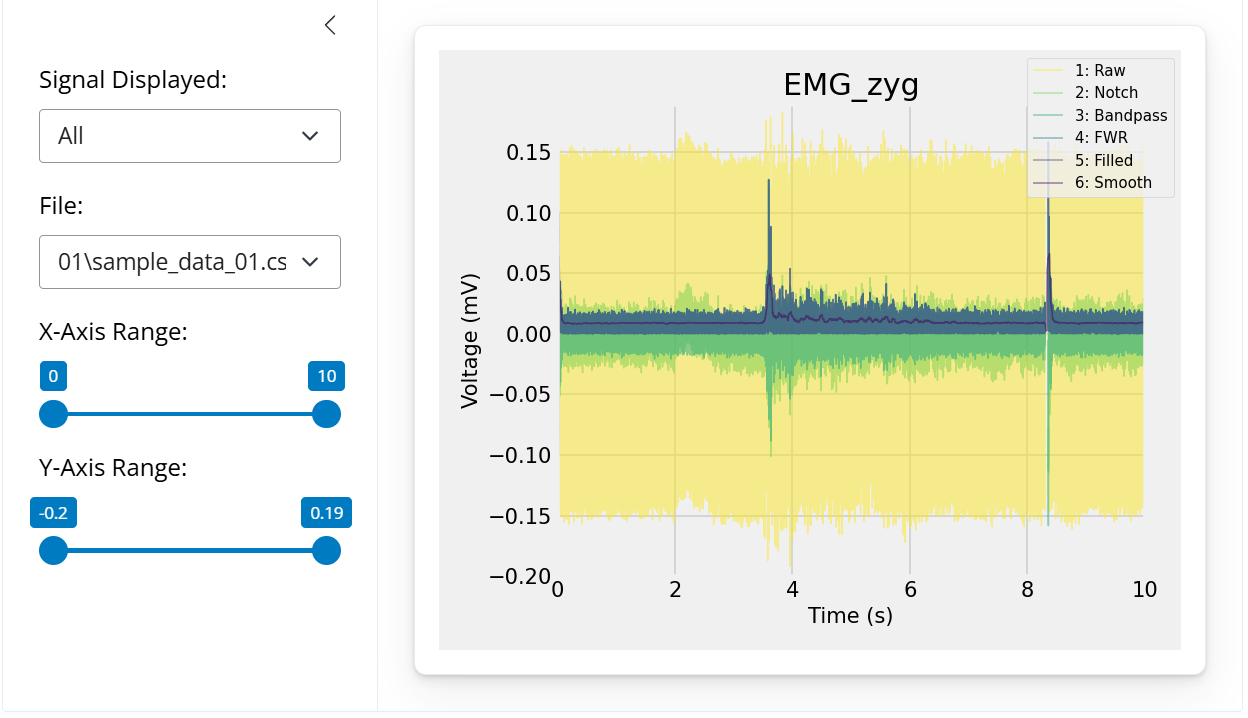 Signal Displayed:
All
File:
01\sample_data_01.cs
X-Axis Range:
0
10
Y-Axis Range:
-0.2
0.19
EMG_zyg
1: Raw
2: Notch
3: Bandpass
4: FWR
5: Filled
6: Smooth
0.15
0.10
0.05
0.00
−0.05
−0.10
−0.15
−0.20
Voltage (mV)
0 2 4 6 8 10
Time (s)